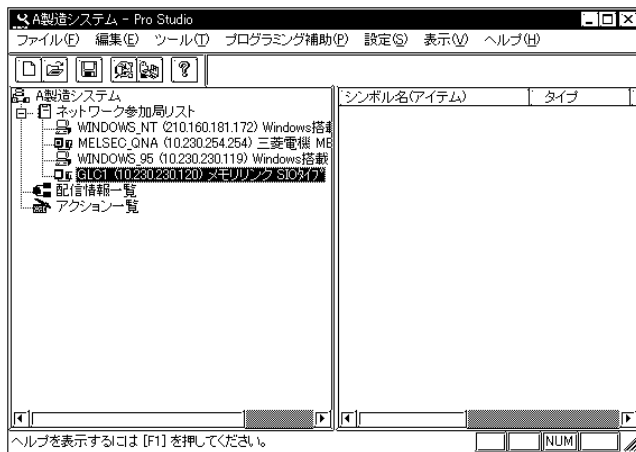 A製造システム - Pro Studio
ファイル(F) 編集(E) ツール(T) プログラミング補助(P) 設定(S) 表示(V) ヘルプ(H)
A製造システム
ネットワーク参加局リスト
WINDOWS_NT (210.160.181.172) Windows搭載
MELSEC_QNA (10.230.254.254) 三菱電機 ME
WINDOWS_95 (10.230.230.119) Windows搭載
GLC1 (10.230.230.120) メモリリンク SIOタイプ
配信情報一覧
アクション一覧
シンボル名(アイテム) タイプ
ヘルプを表示するには [F1] を押してください。
NUM